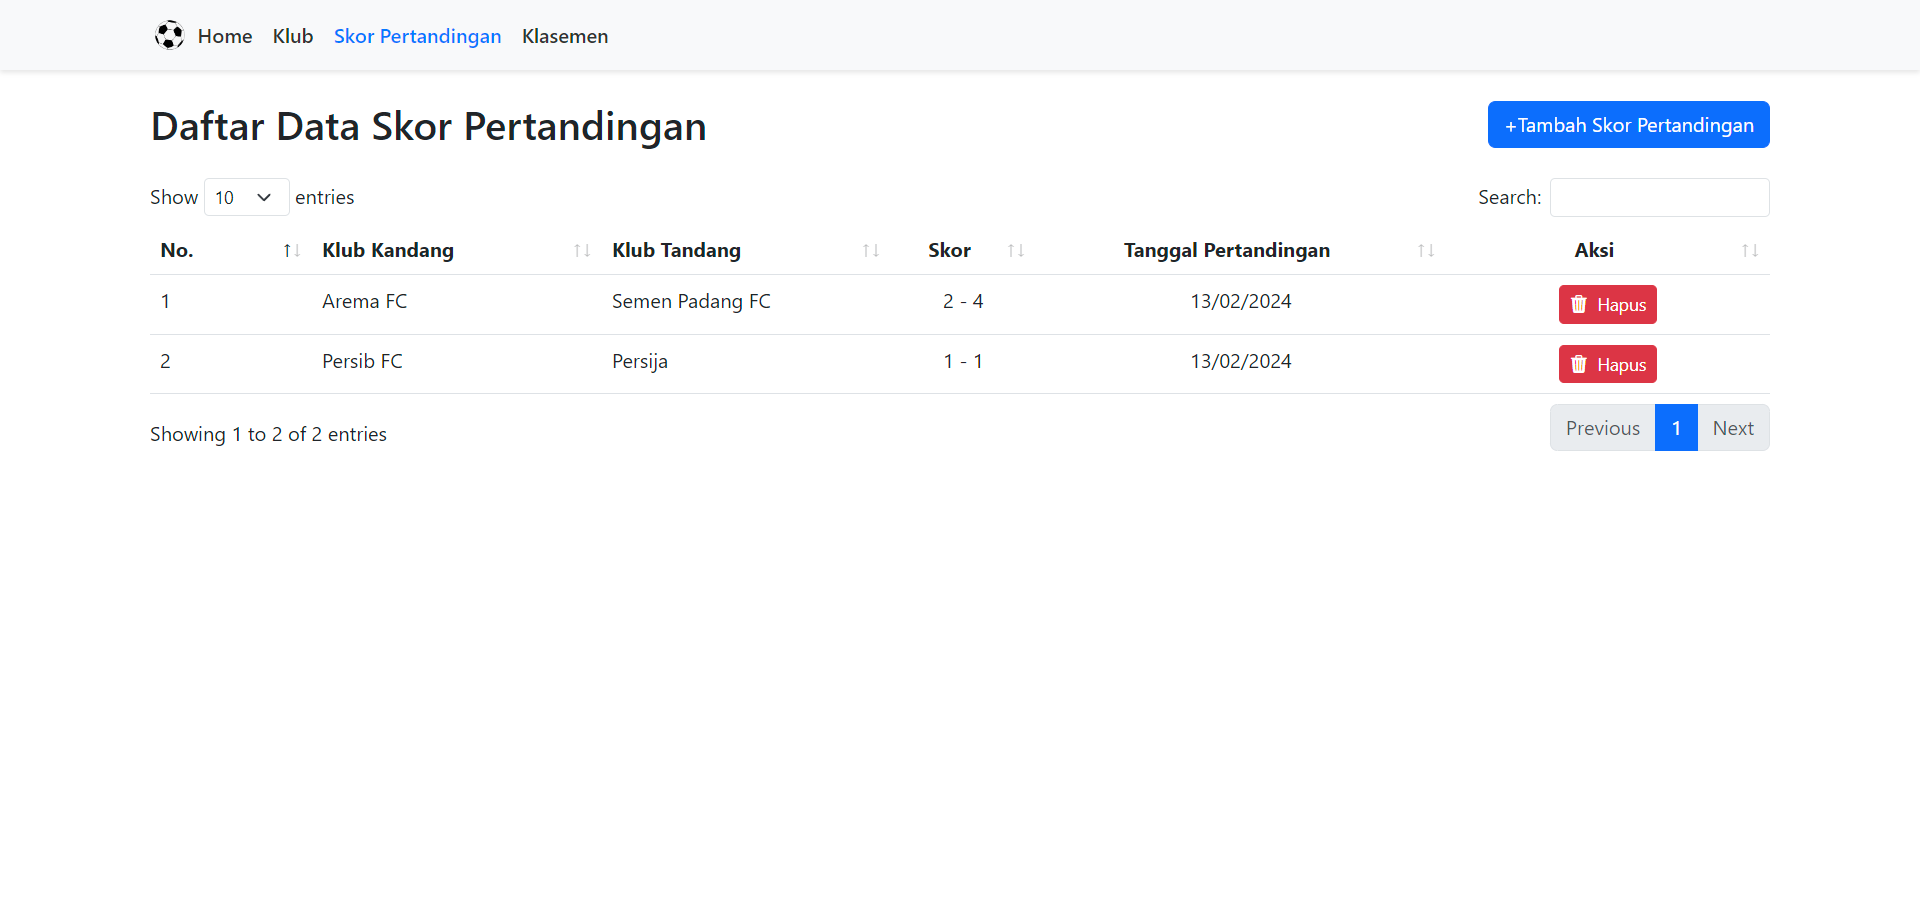 Home Klub Skor Pertandingan Klasemen
Daftar Data Skor Pertandingan
+Tambah Skor Pertandingan
Show 10 entries
Search:
No. Klub Kandang Klub Tandang Skor Tanggal Pertandingan Aksi
1 Arema FC Semen Padang FC 2 - 4 13/02/2024 Hapus
2 Persib FC Persija 1 - 1 13/02/2024 Hapus
Showing 1 to 2 of 2 entries
Previous 1 Next